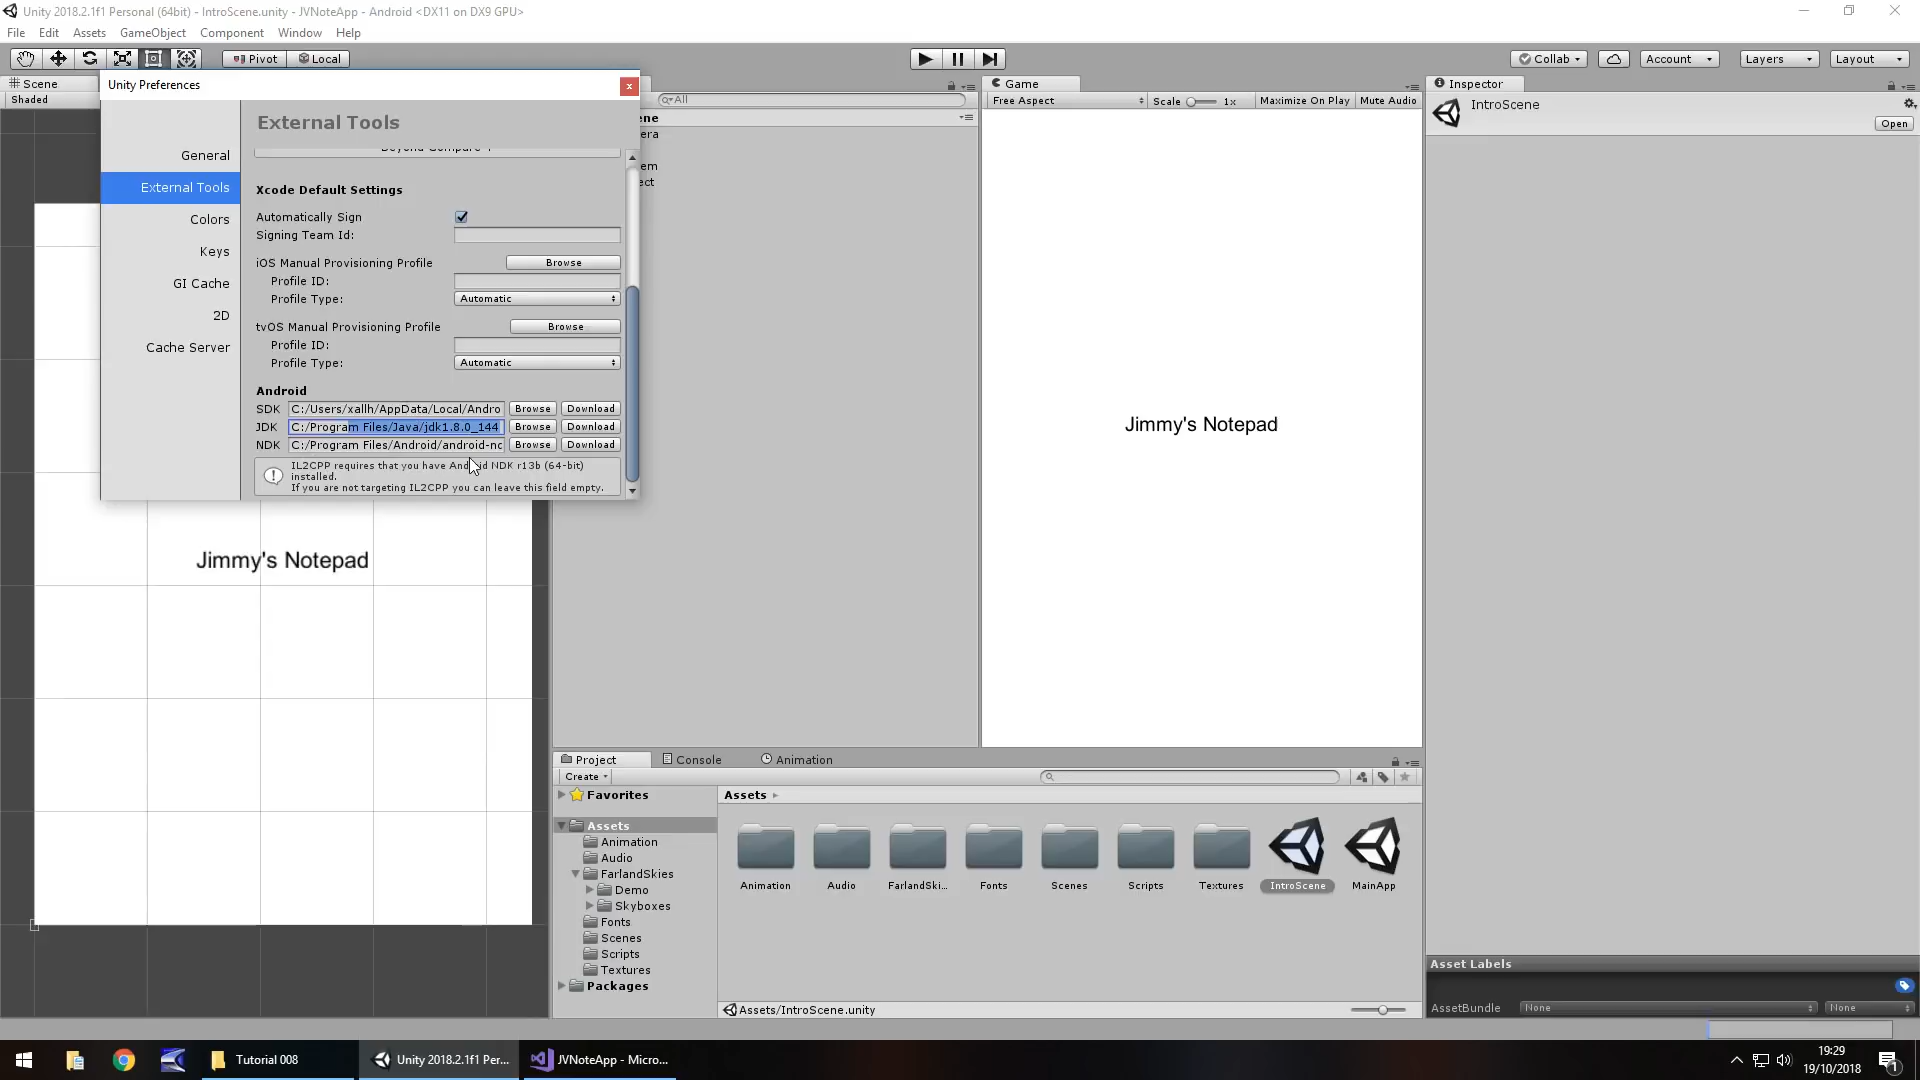 Unity 2018.2.1f1 Personal (64bit) - IntroScene.unity - JVNoteApp - Android <DX11 on DX9 GPU>
File Edit Assets GameObject Component Window Help
Pivot Local
Collab Account Layers Layout
Scene
Shaded
Unity Preferences
External Tools
General
External Tools
Colors
Keys
GI Cache
2D
Cache Server
Xcode Default Settings
Automatically Sign
Signing Team Id:
iOS Manual Provisioning Profile Browse
Profile ID:
Profile Type: Automatic
tvOS Manual Provisioning Profile Browse
Profile ID:
Profile Type: Automatic
Android
SDK C:/Users/xallh/AppData/Local/Andro Browse Download
JDK C:/Program Files/Java/jdk1.8.0_144 Browse Download
NDK C:/Program Files/Android/android-nc Browse Download
IL2CPP requires that you have Android NDK r13b (64-bit)
installed.
If you are not targeting IL2CPP you can leave this field empty.
Jimmy's Notepad
All
ene
era
em
ect
Game
Free Aspect Scale 1x Maximize On Play Mute Audio
Jimmy's Notepad
Inspector
IntroScene
Open
Project Console Animation
Create
Favorites
Assets
Animation
Audio
FarlandSkies
Demo
Skyboxes
Fonts
Scenes
Scripts
Textures
Packages
Assets
Animation Audio FarlandSki... Fonts Scenes Scripts Textures IntroScene MainApp
Assets/IntroScene.unity
Asset Labels
AssetBundle None None
Tutorial 008
Unity 2018.2.1f1 Per...
JVNoteApp - Micro...
19:29
19/10/2018
1